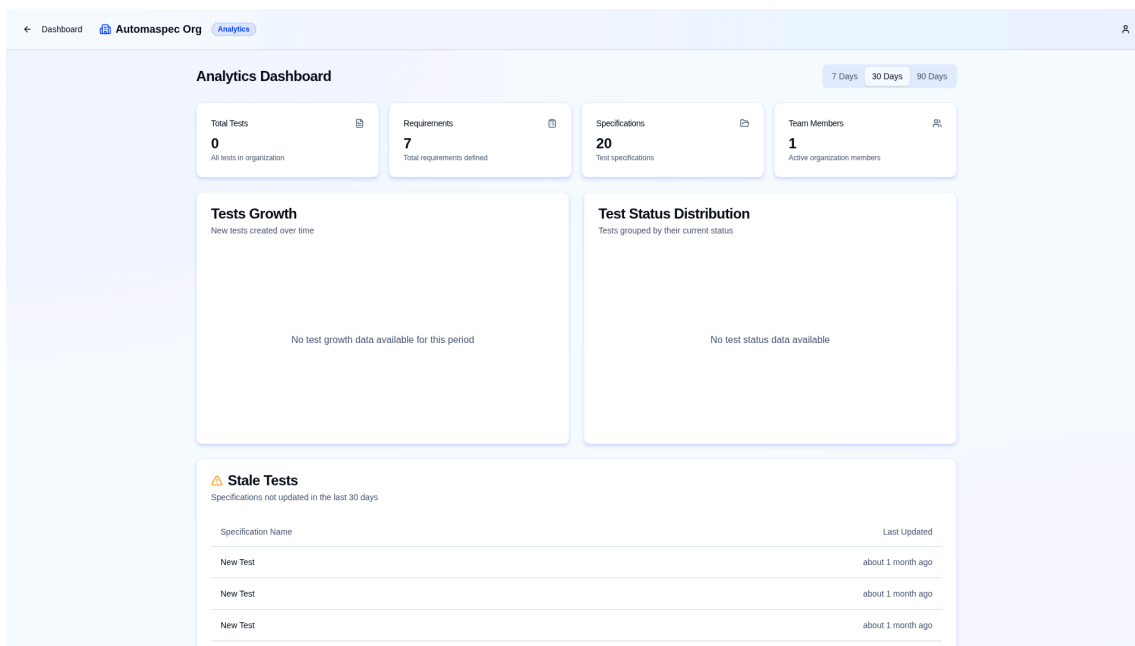 Dashboard Automaspec Org Analytics
Analytics Dashboard 7 Days 30 Days 90 Days
Total Tests
0
All tests in organization
Requirements
7
Total requirements defined
Specifications
20
Test specifications
Team Members
1
Active organization members
Tests Growth
New tests created over time
No test growth data available for this period
Test Status Distribution
Tests grouped by their current status
No test status data available
Stale Tests
Specifications not updated in the last 30 days
Specification Name Last Updated
New Test about 1 month ago
New Test about 1 month ago
New Test about 1 month ago